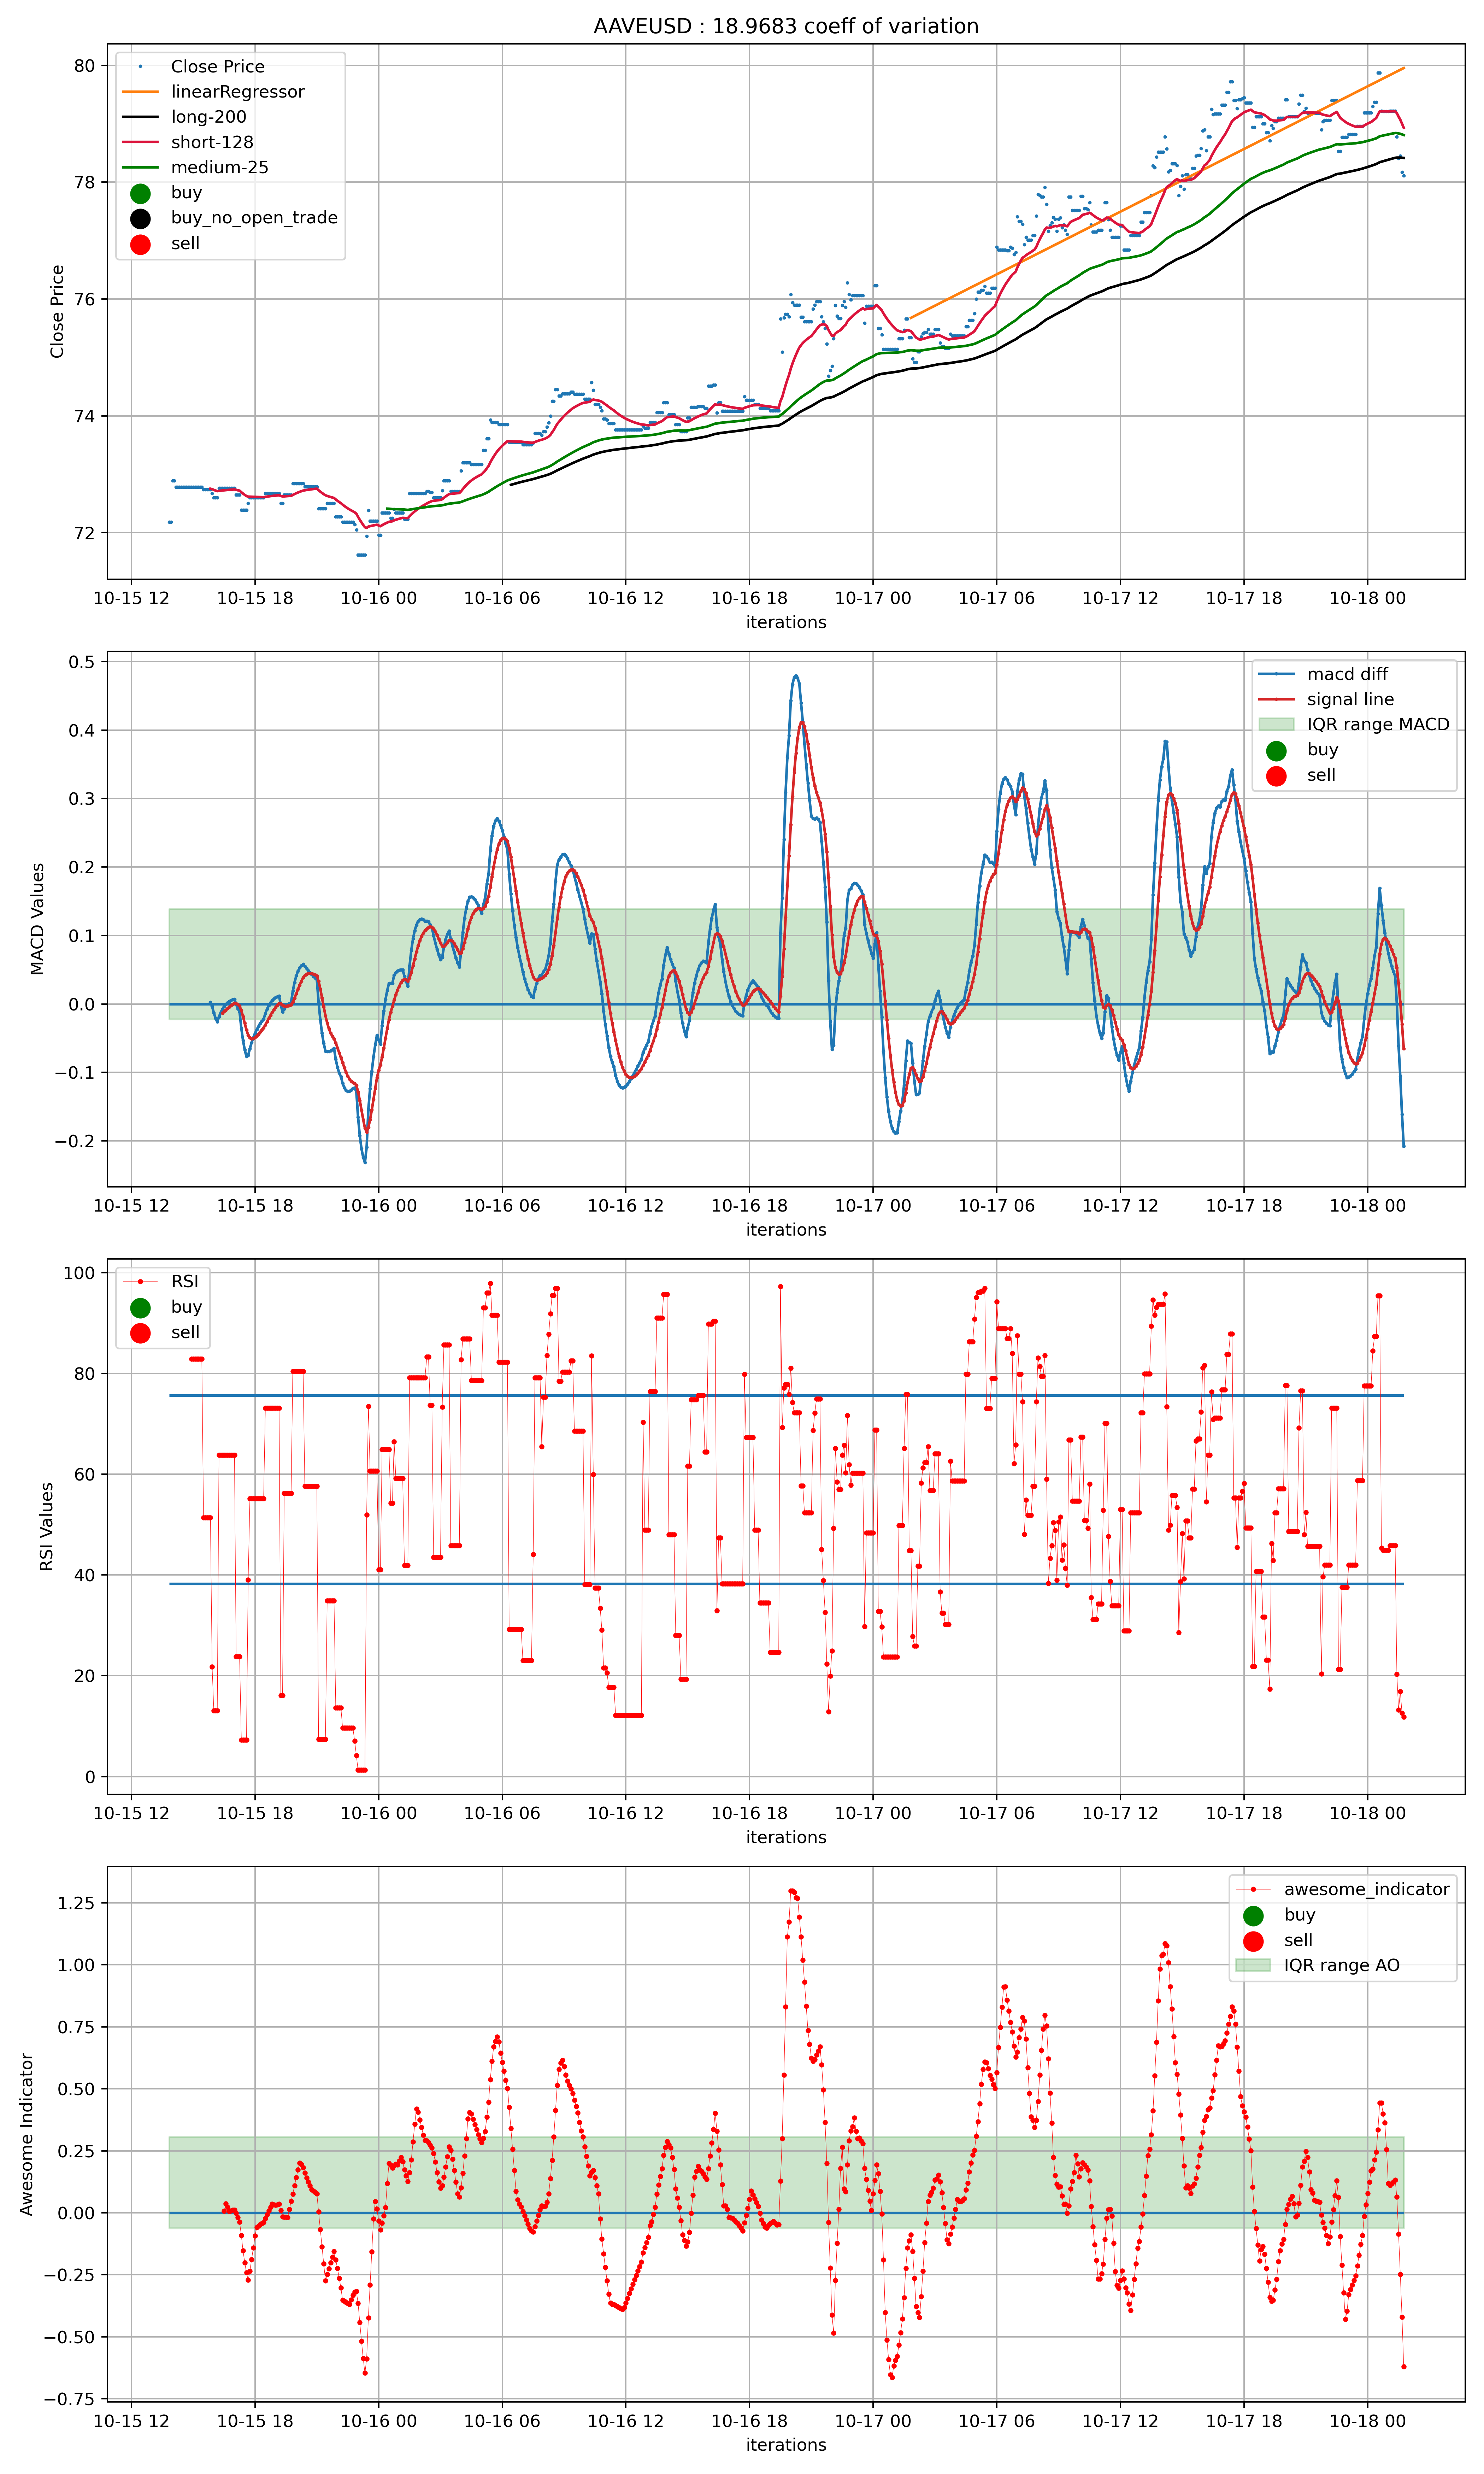 AAVEUSD : 18.9683 coeff of variation
Close Price
linearRegressor
long-200
short-128
medium-25
buy
buy_no_open_trade
sell
80
78
76
74
72
Close Price
10-15 12 10-15 18 10-16 00 10-16 06 10-16 12 10-16 18 10-17 00 10-17 06 10-17 12 10-17 18 10-18 00
iterations
macd diff
signal line
IQR range MACD
buy
sell
0.5
0.4
0.3
0.2
0.1
0.0
−0.1
−0.2
MACD Values
10-15 12 10-15 18 10-16 00 10-16 06 10-16 12 10-16 18 10-17 00 10-17 06 10-17 12 10-17 18 10-18 00
iterations
RSI
buy
sell
100
80
60
40
20
0
RSI Values
10-15 12 10-15 18 10-16 00 10-16 06 10-16 12 10-16 18 10-17 00 10-17 06 10-17 12 10-17 18 10-18 00
iterations
awesome_indicator
buy
sell
IQR range AO
1.25
1.00
0.75
0.50
0.25
0.00
−0.25
−0.50
−0.75
Awesome Indicator
10-15 12 10-15 18 10-16 00 10-16 06 10-16 12 10-16 18 10-17 00 10-17 06 10-17 12 10-17 18 10-18 00
iterations